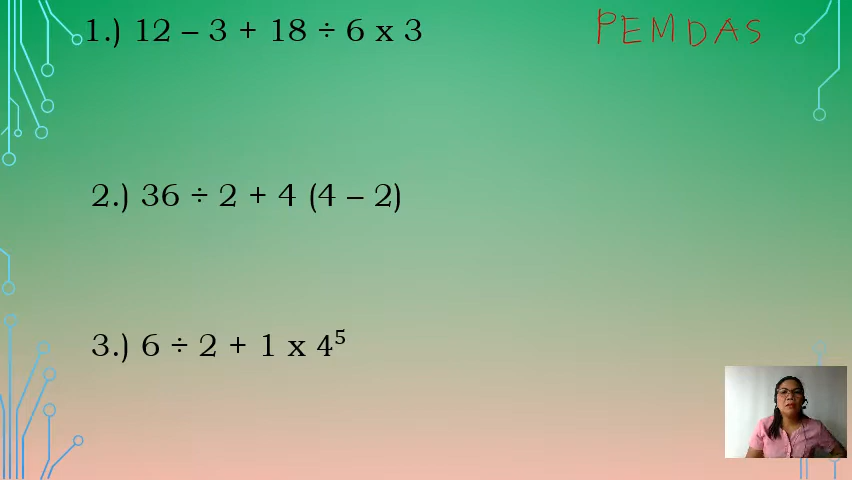 1.) 12 – 3 + 18 ÷ 6 x 3
PEMDAS
2.) 36 ÷ 2 + 4 (4 – 2)
3.) 6 ÷ 2 + 1 x 4⁵